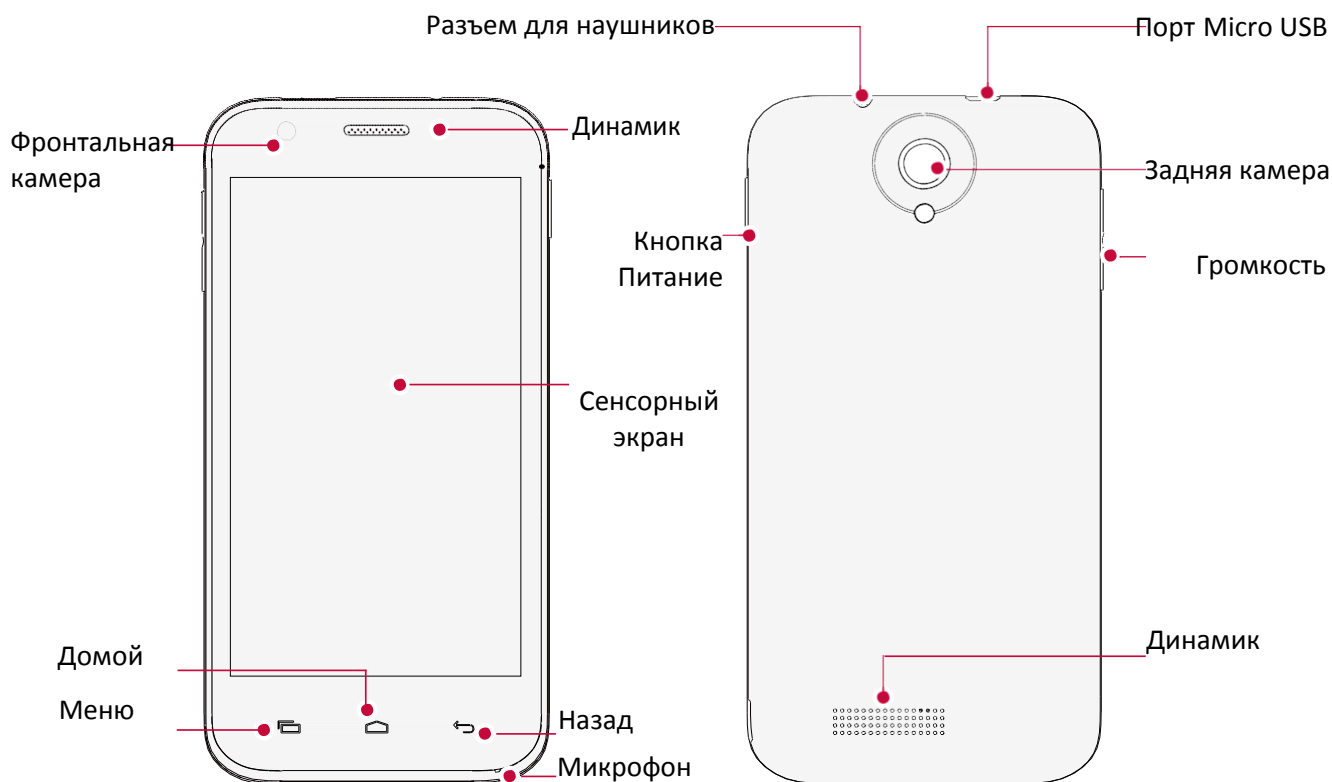 Разъем для наушников
Порт Micro USB
Фронтальная
камера
Динамик
Задняя камера
Кнопка
Питание
Громкость
Сенсорный
экран
Домой
Меню
Назад
Микрофон
Динамик